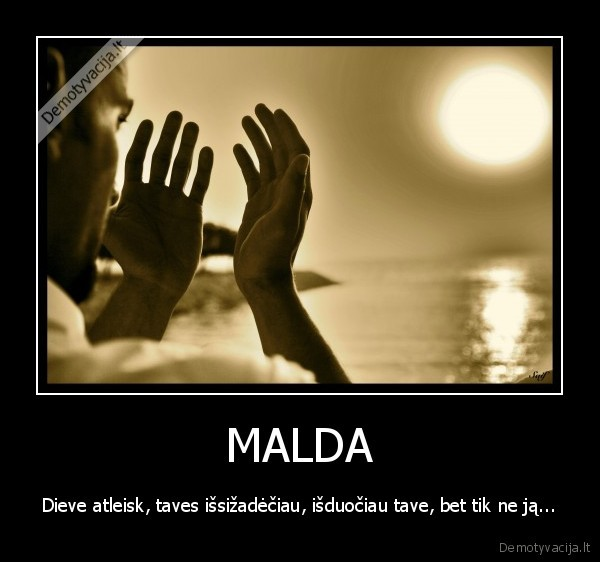 Demotyvacija.lt
MALDA
Dieve atleisk, taves išsižadėčiau, išduočiau tave, bet tik ne ją...
Demotyvacija.lt